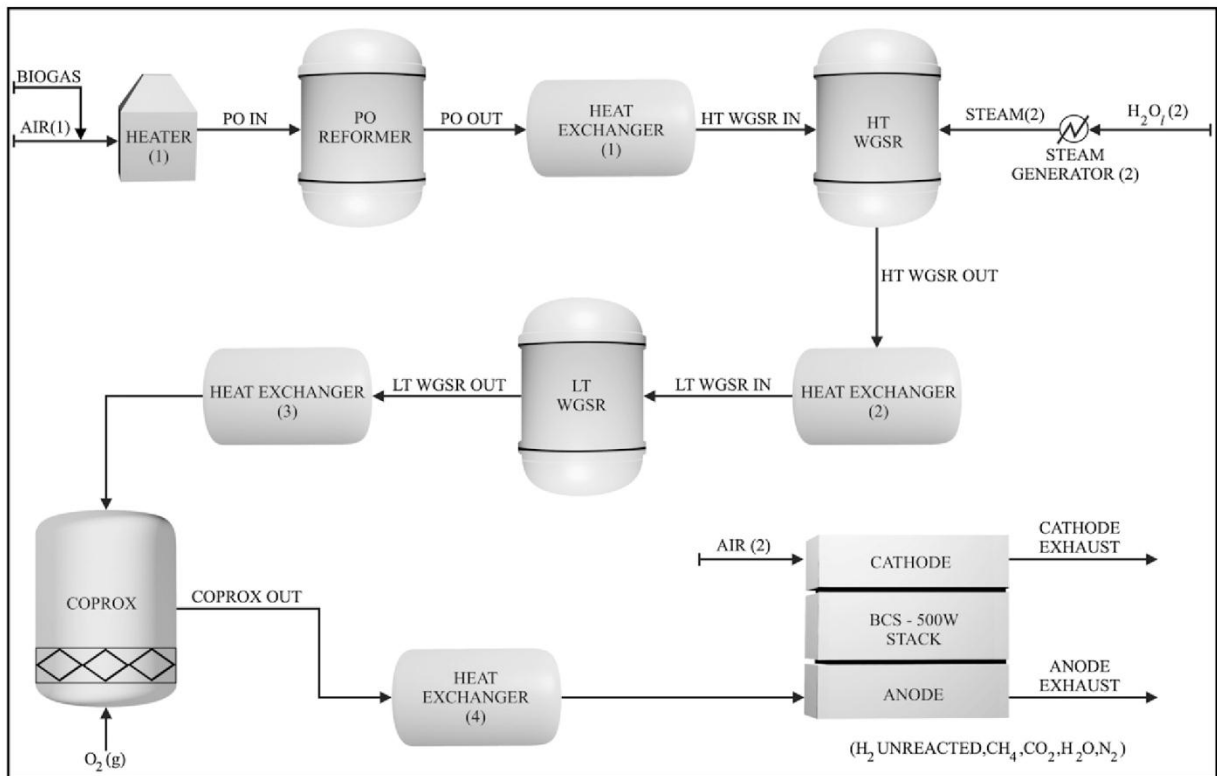 BIOGAS
AIR(1)
HEATER
(1)
PO IN
PO
REFORMER
PO OUT
HEAT
EXCHANGER
(1)
HT WGSR IN
HT
WGSR
STEAM(2)
H₂Oₗ(2)
STEAM
GENERATOR (2)
HT WGSR OUT
HEAT EXCHANGER
(3)
LT WGSR OUT
LT
WGSR
LT WGSR IN
HEAT EXCHANGER
(2)
COPROX
COPROX OUT
O₂(g)
HEAT
EXCHANGER
(4)
AIR (2)
CATHODE
BCS - 500W
STACK
ANODE
CATHODE
EXHAUST
ANODE
EXHAUST
(H₂ UNREACTED,CH₄,CO₂,H₂O,N₂)